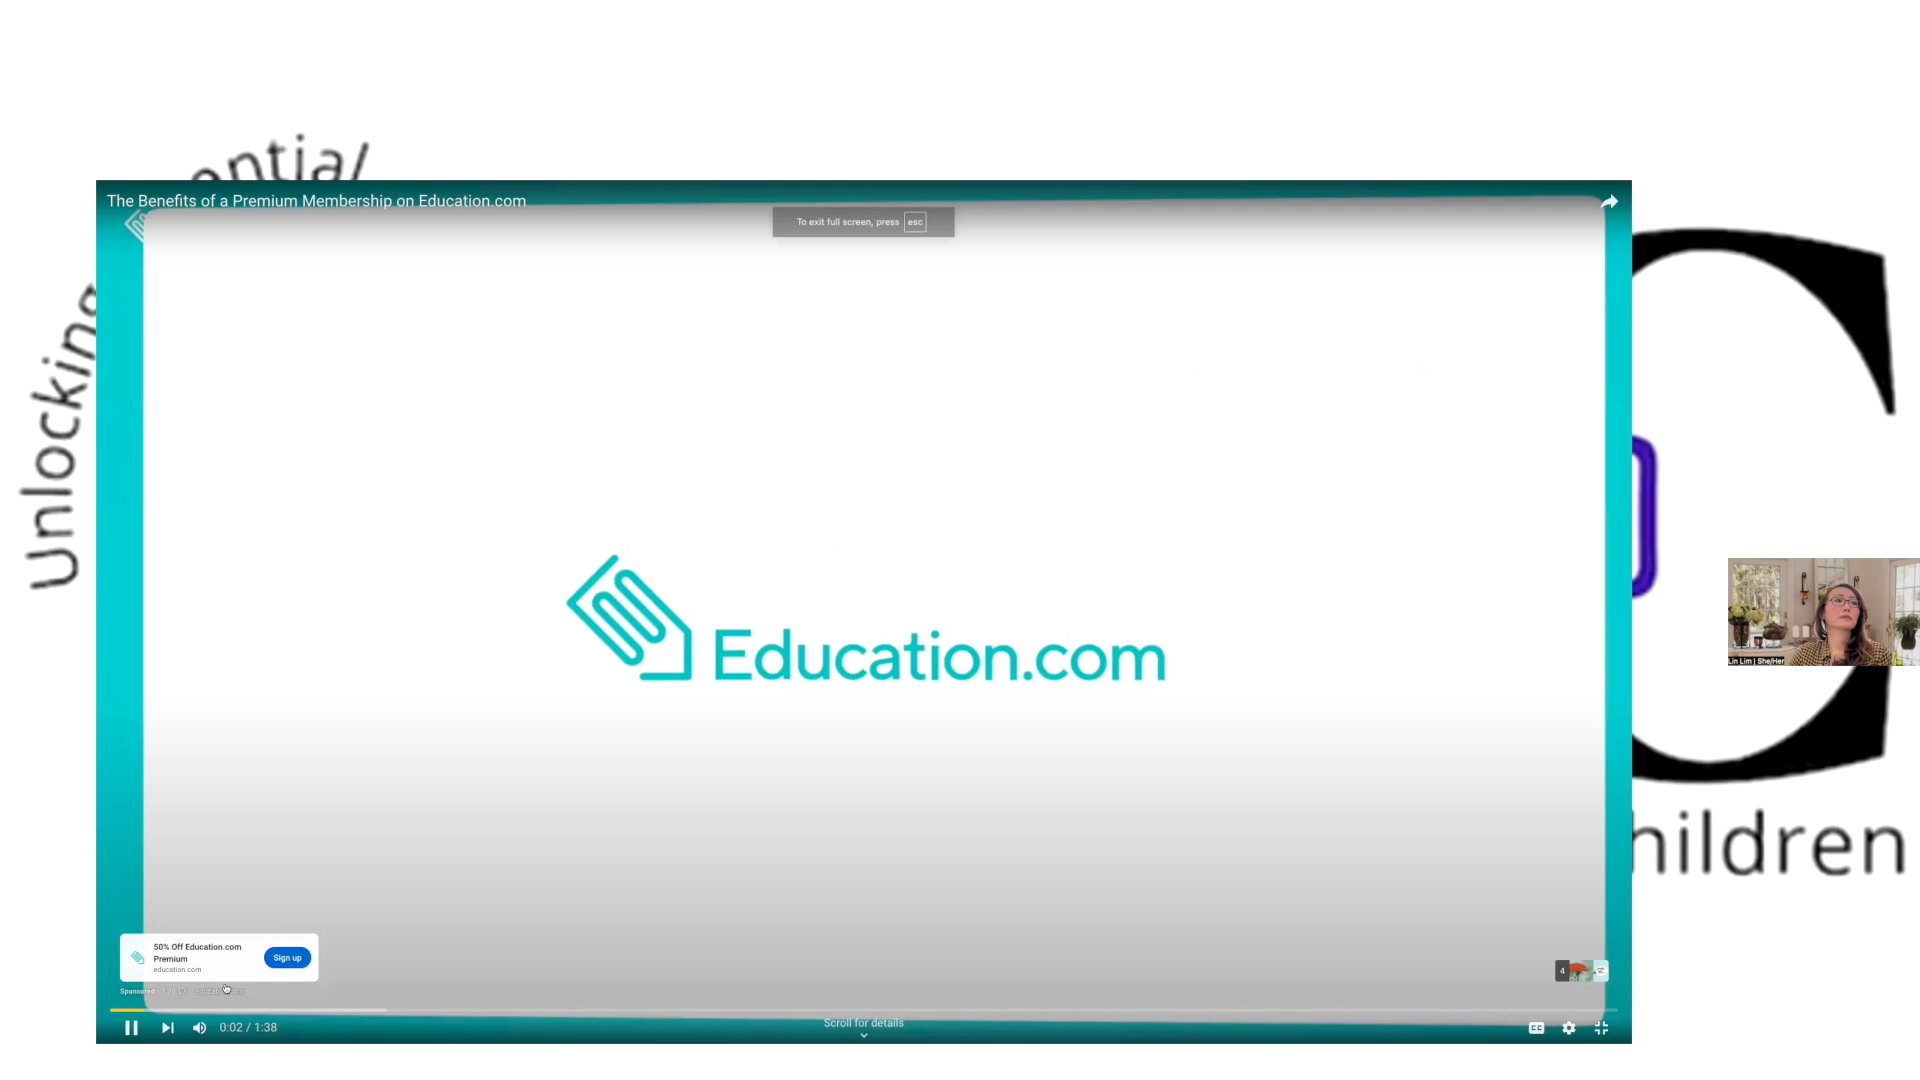 ential
Unlocking
The Benefits of a Premium Membership on Education.com
To exit full screen, press esc
Education.com
hildren
Lin Lim | She/Her
50% Off Education.com
Premium
education.com
Sign up
Sponsored
4
0:02 / 1:38
Scroll for details
CC